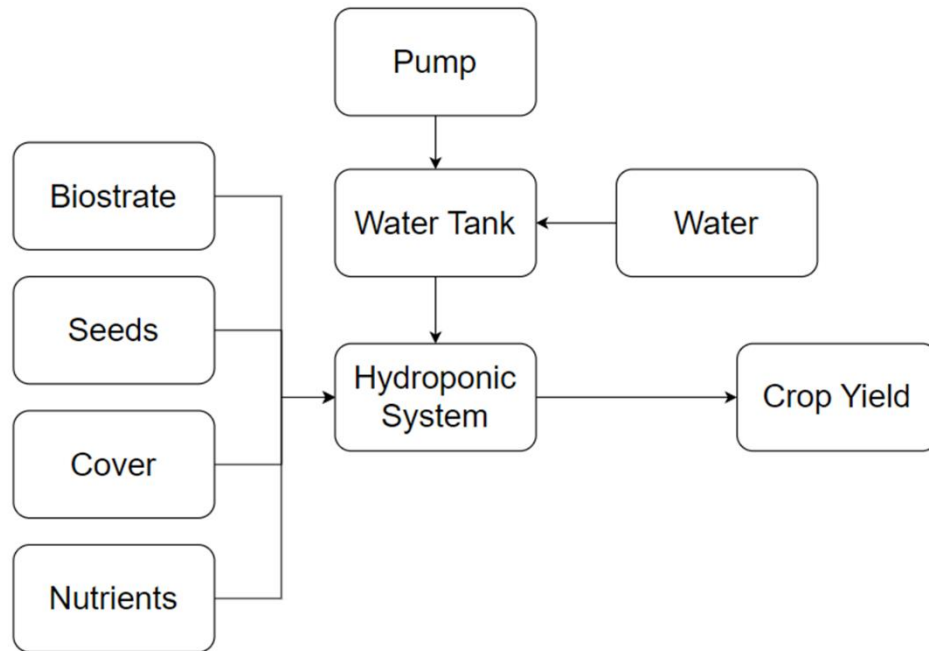 Pump
Biostrate
Water Tank
Water
Seeds
Hydroponic
System
Crop Yield
Cover
Nutrients